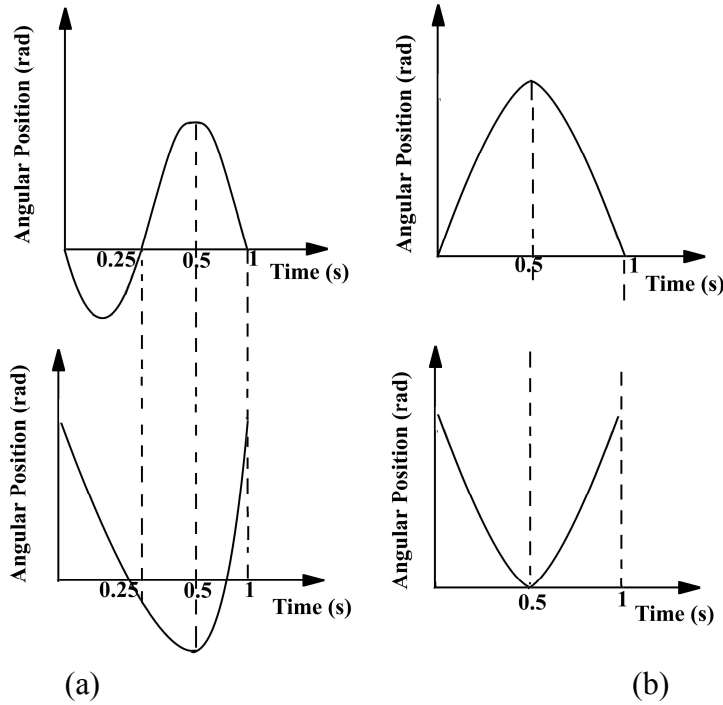 Angular Position (rad)
0.25
0.5
1
Time (s)
Angular Position (rad)
0.5
1
Time (s)
Angular Position (rad)
0.25
0.5
1
Time (s)
Angular Position (rad)
0.5
1
Time (s)
(a)
(b)